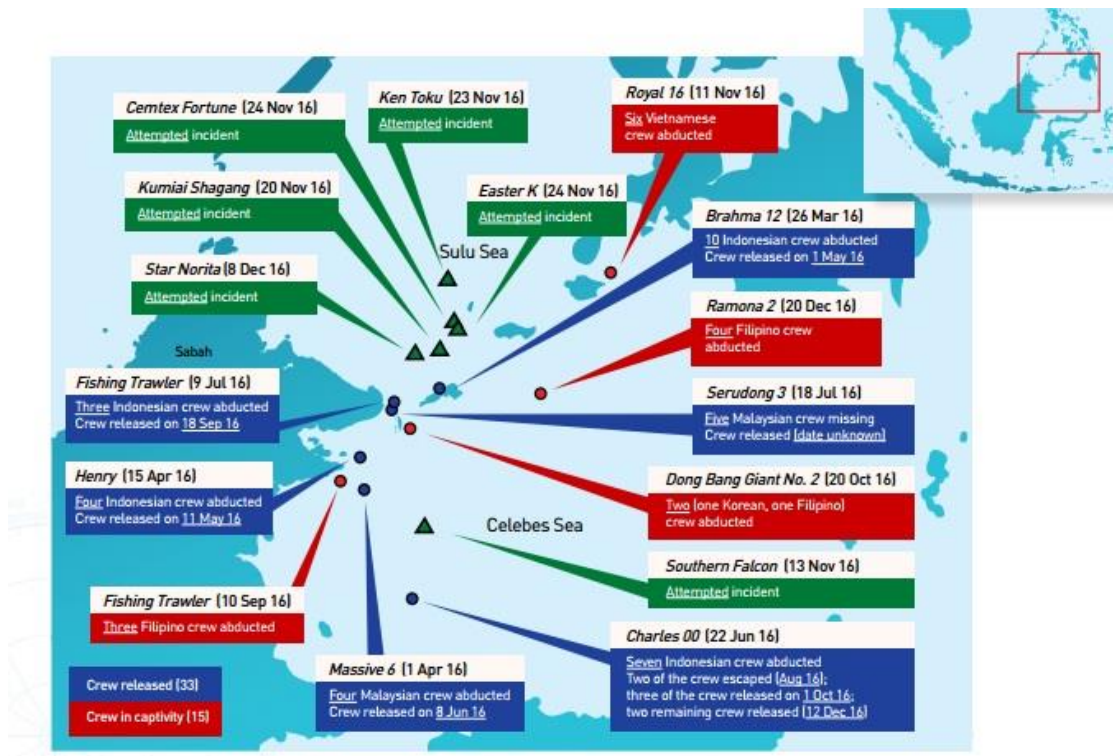 Cemtex Fortune (24 Nov 16)
Attempted incident
Ken Toku (23 Nov 16)
Attempted incident
Royal 16 (11 Nov 16)
Six Vietnamese
crew abducted
Kumiai Shagang (20 Nov 16)
Attempted incident
Easter K (24 Nov 16)
Attempted incident
Brahma 12 (26 Mar 16)
10 Indonesian crew abducted
Crew released on 1 May 16
Sulu Sea
Star Norita (8 Dec 16)
Attempted incident
Ramona 2 (20 Dec 16)
Four Filipino crew
abducted
Sabah
Fishing Trawler (9 Jul 16)
Three Indonesian crew abducted
Crew released on 18 Sep 16
Serudong 3 (18 Jul 16)
Five Malaysian crew missing
Crew released (date unknown)
Henry (15 Apr 16)
Four Indonesian crew abducted
Crew released on 11 May 16
Dong Bang Giant No. 2 (20 Oct 16)
Two (one Korean, one Filipino)
crew abducted
Celebes Sea
Southern Falcon (13 Nov 16)
Attempted incident
Fishing Trawler (10 Sep 16)
Three Filipino crew abducted
Charles 00 (22 Jun 16)
Seven Indonesian crew abducted
Two of the crew escaped (Aug 16);
three of the crew released on 1 Oct 16;
two remaining crew released (12 Dec 16)
Massive 6 (1 Apr 16)
Four Malaysian crew abducted
Crew released on 8 Jun 16
Crew released (33)
Crew in captivity (15)